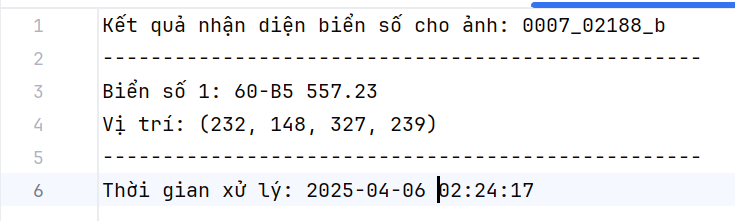 1 Kết quả nhận diện biển số cho ảnh: 0007_02188_b
2 --------------------------------------------------
3 Biển số 1: 60-B5 557.23
4 Vị trí: (232, 148, 327, 239)
5 --------------------------------------------------
6 Thời gian xử lý: 2025-04-06 02:24:17